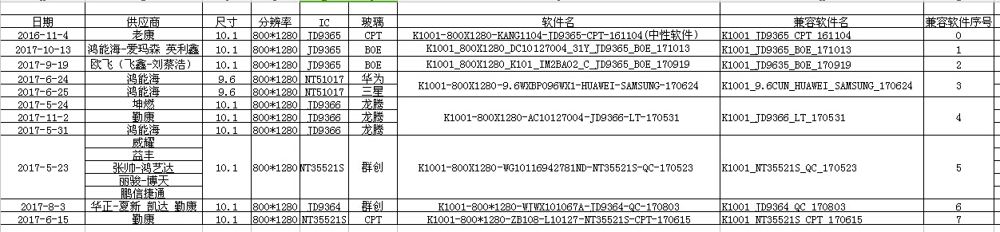 日期 供应商 尺寸 分辨率 IC 玻璃 软件名 兼容软件名 兼容软件序号
2016-11-4 老康 10.1 800*1280 JD9365 CPT K1001-800X1280-KANG1104-JD9365-CPT-161104(中性软件) K1001_JD9365_CPT_161104 0
2017-10-13 鸿能海-爱玛森 英利鑫 10.1 800*1280 JD9365 BOE K1001_800X1280_DC10127004_31Y_JD9365_BOE_171013 K1001_JD9365_BOE_171013 1
2017-9-19 欧飞（飞鑫-刘蔡浩） 10.1 800*1280 JD9365 BOE K1001_800X1280_K101_IM2BA02_C_JD9365_BOE_170919 K1001_JD9635_BOE_170919 2
2017-6-24 鸿能海 9.6 800*1280 NT51017 华为 K1001-800X1280-9.6WXBP096WX1-HUAWEI-SAMSUNG-170624 K1001_9.6CUN_HUAWEI_SAMSUNG_170624 3
2017-6-25 鸿能海 9.6 800*1280 NT51017 三星
2017-5-24 坤燃 10.1 800*1280 JD9366 龙腾
2017-11-2 勤康 10.1 800*1280 JD9366 龙腾 K1001-800X1280-AC10127004-JD9366-LT-170531 K1001_JD9366_LT_170531 4
2017-5-31 鸿能海 10.1 800*1280 JD9366 龙腾
威耀
益丰
2017-5-23 张帅-鸿艺达 10.1 800*1280 NT35521S 群创 K1001-800X1280-WG10116942781ND-NT35521S-QC-170523 K1001_NT35521S_QC_170523 5
丽骏-博天
鹏信捷通
2017-8-3 华正-夏新 凯达 勤康 10.1 800*1280 JD9364 群创 K1001-800*1280-WJWX101067A-JD9364-QC-170803 K1001_JD9364_QC_170803 6
2017-6-15 勤康 10.1 800*1280 NT35521S CPT K1001-800*1280-ZB108-L10127-NT35521S-CPT-170615 K1001_NT35521S_CPT_170615 7